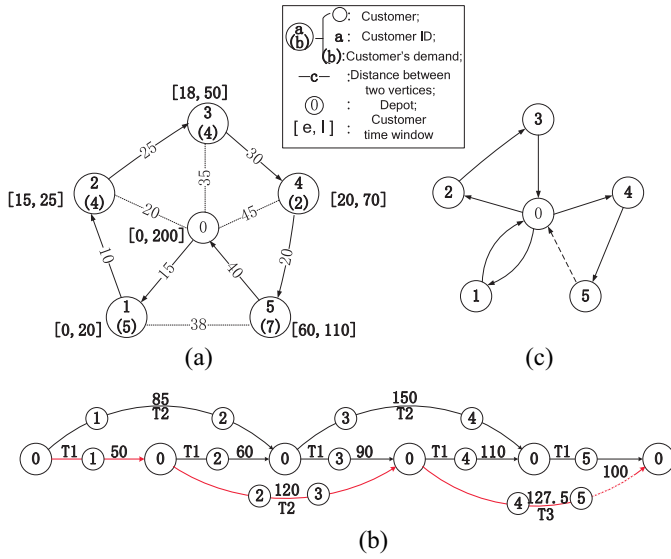 a
(b)
: Customer;
a : Customer ID;
(b): Customer's demand;
—c— : Distance between
two vertices;
0 : Depot;
[ e, l ] : Customer
time window
[18, 50]
3
(4)
25
30
35
2
(4)
[15, 25]
20
45
4
(2)
[20, 70]
[0, 200]
0
10
15
40
20
1
(5)
[0, 20]
38
5
(7)
[60, 110]
(a)
3
2
4
0
1
5
(c)
85
150
1
T2
2
3
T2
4
0
T1
1
50
0
T1
2
60
0
T1
3
90
0
T1
4
110
0
T1
5
100
0
2
120
3
T2
4
127.5
5
T3
(b)